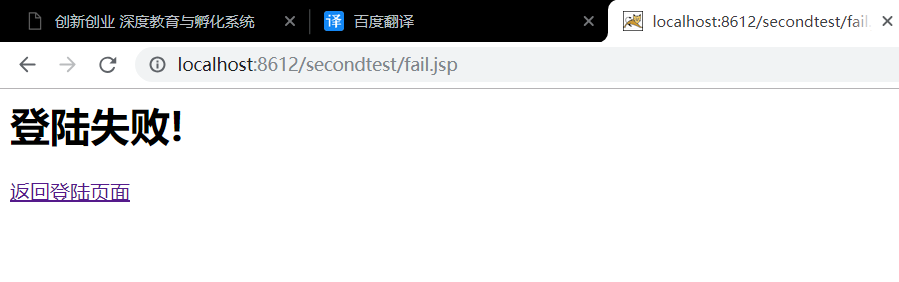 创新创业 深度教育与孵化系统
译 百度翻译
localhost:8612/secondtest/fail.
localhost:8612/secondtest/fail.jsp
登陆失败!
返回登陆页面